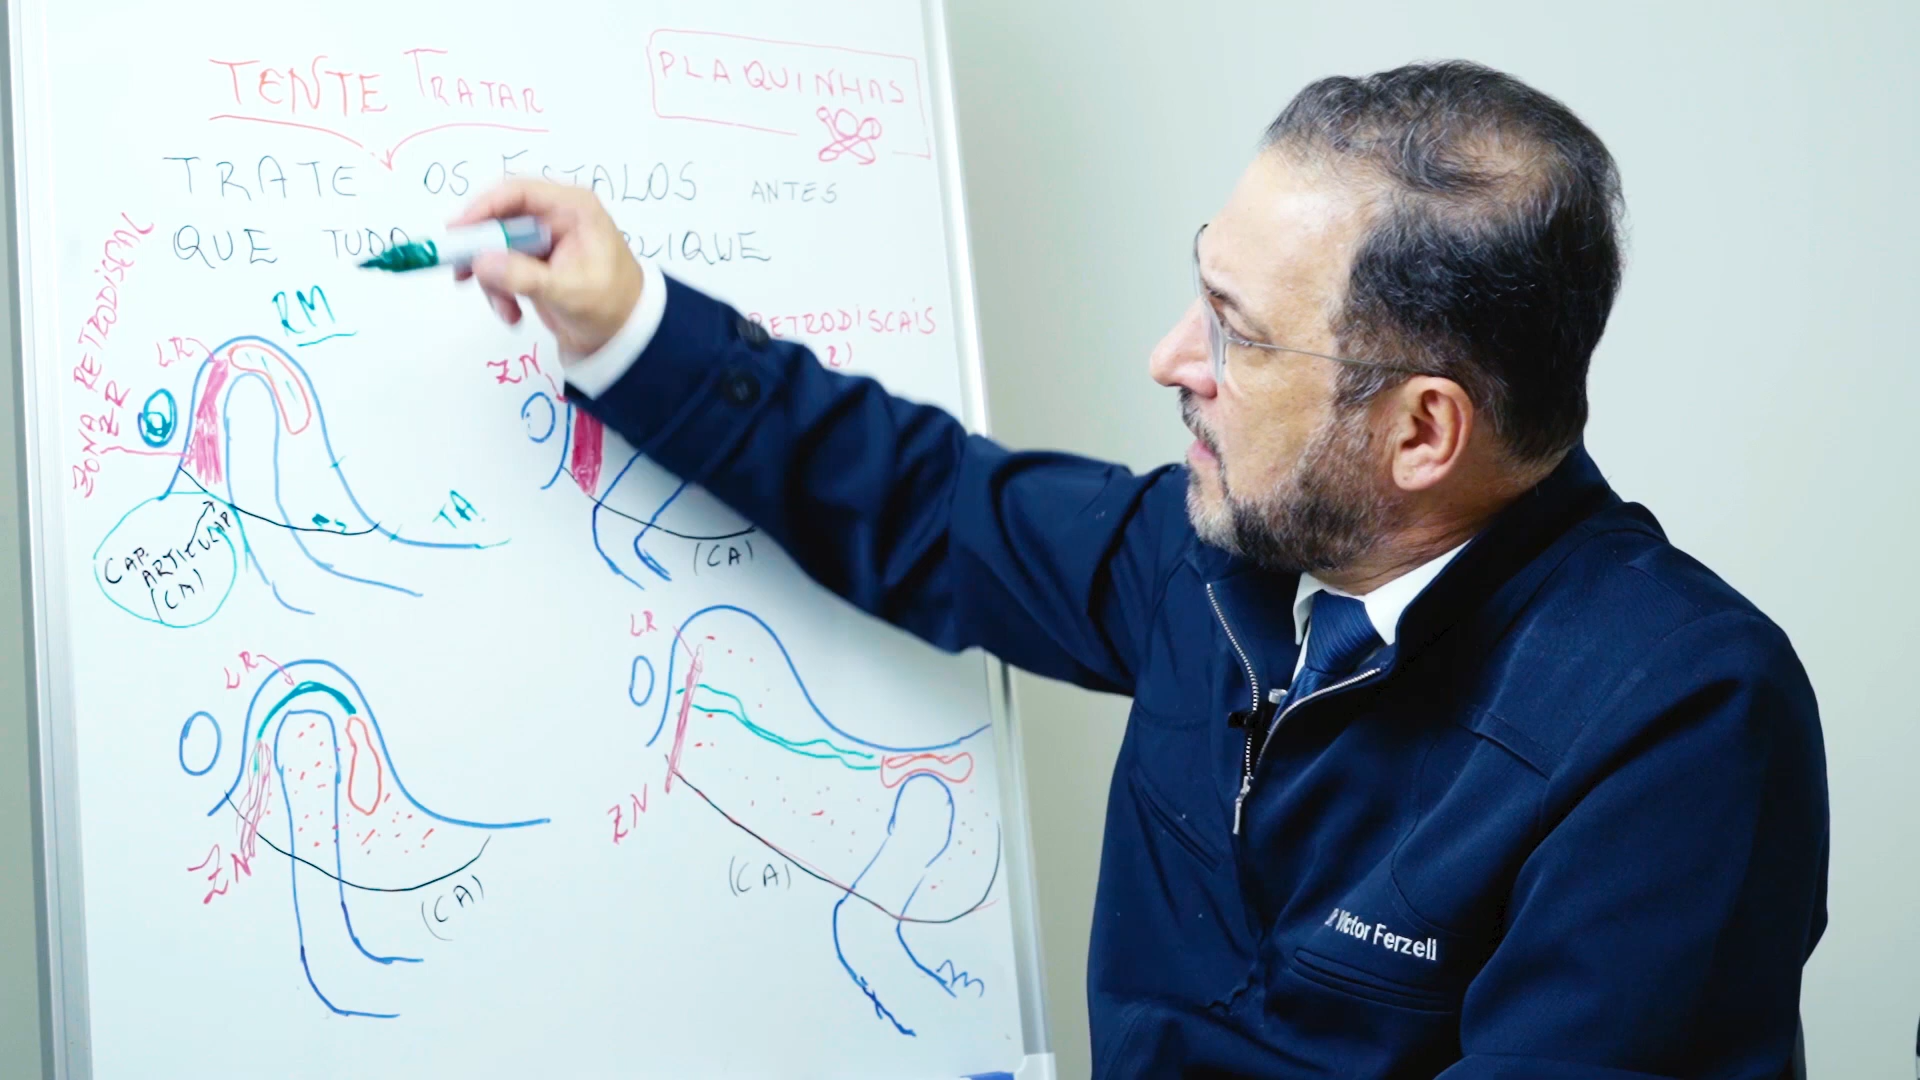 TENTE TRATAR
PLAQUINHAS
TRATE OS ESTALOS ANTES
QUE TUDO
ZONA RETRODISCAL
ZR
RM
LR
CAP.
ARTICULAR
(CA)
TA
ZN
RETRODISCAIS
(CA)
LR
ZN
(CA)
LR
ZN
(CA)
Victor Ferzeli